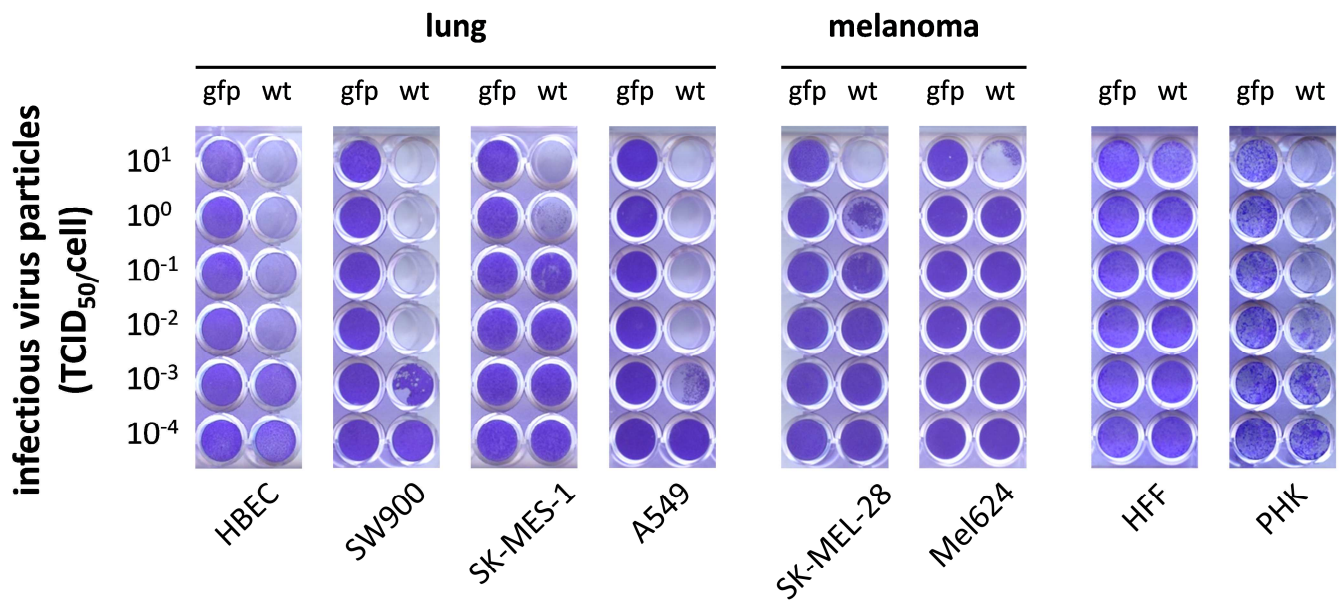 lung
melanoma
gfp wt gfp wt gfp wt gfp wt gfp wt gfp wt gfp wt gfp wt
infectious virus particles
(TCID50/cell)
10¹
10⁰
10⁻¹
10⁻²
10⁻³
10⁻⁴
HBEC
SW900
SK-MES-1
A549
SK-MEL-28
Mel624
HFF
PHK